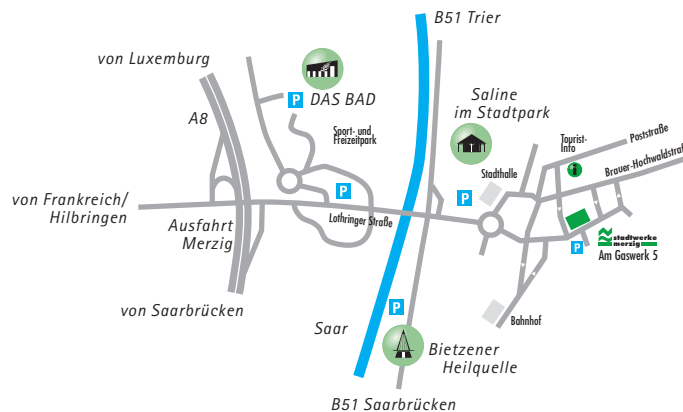 B51 Trier
von Luxemburg
P
DAS BAD
Saline
im Stadtpark
A8
Sport- und
Freizeitpark
Tourist-
Info
i
Poststraße
Brauer-Hochwaldstraße
Stadthalle
P
P
von Frankreich/
Hilbringen
Ausfahrt
Merzig
Lothringer Straße
stadtwerke
merzig
P
Am Gaswerk 5
von Saarbrücken
P
Saar
Bahnhof
Bietzener
Heilquelle
B51 Saarbrücken